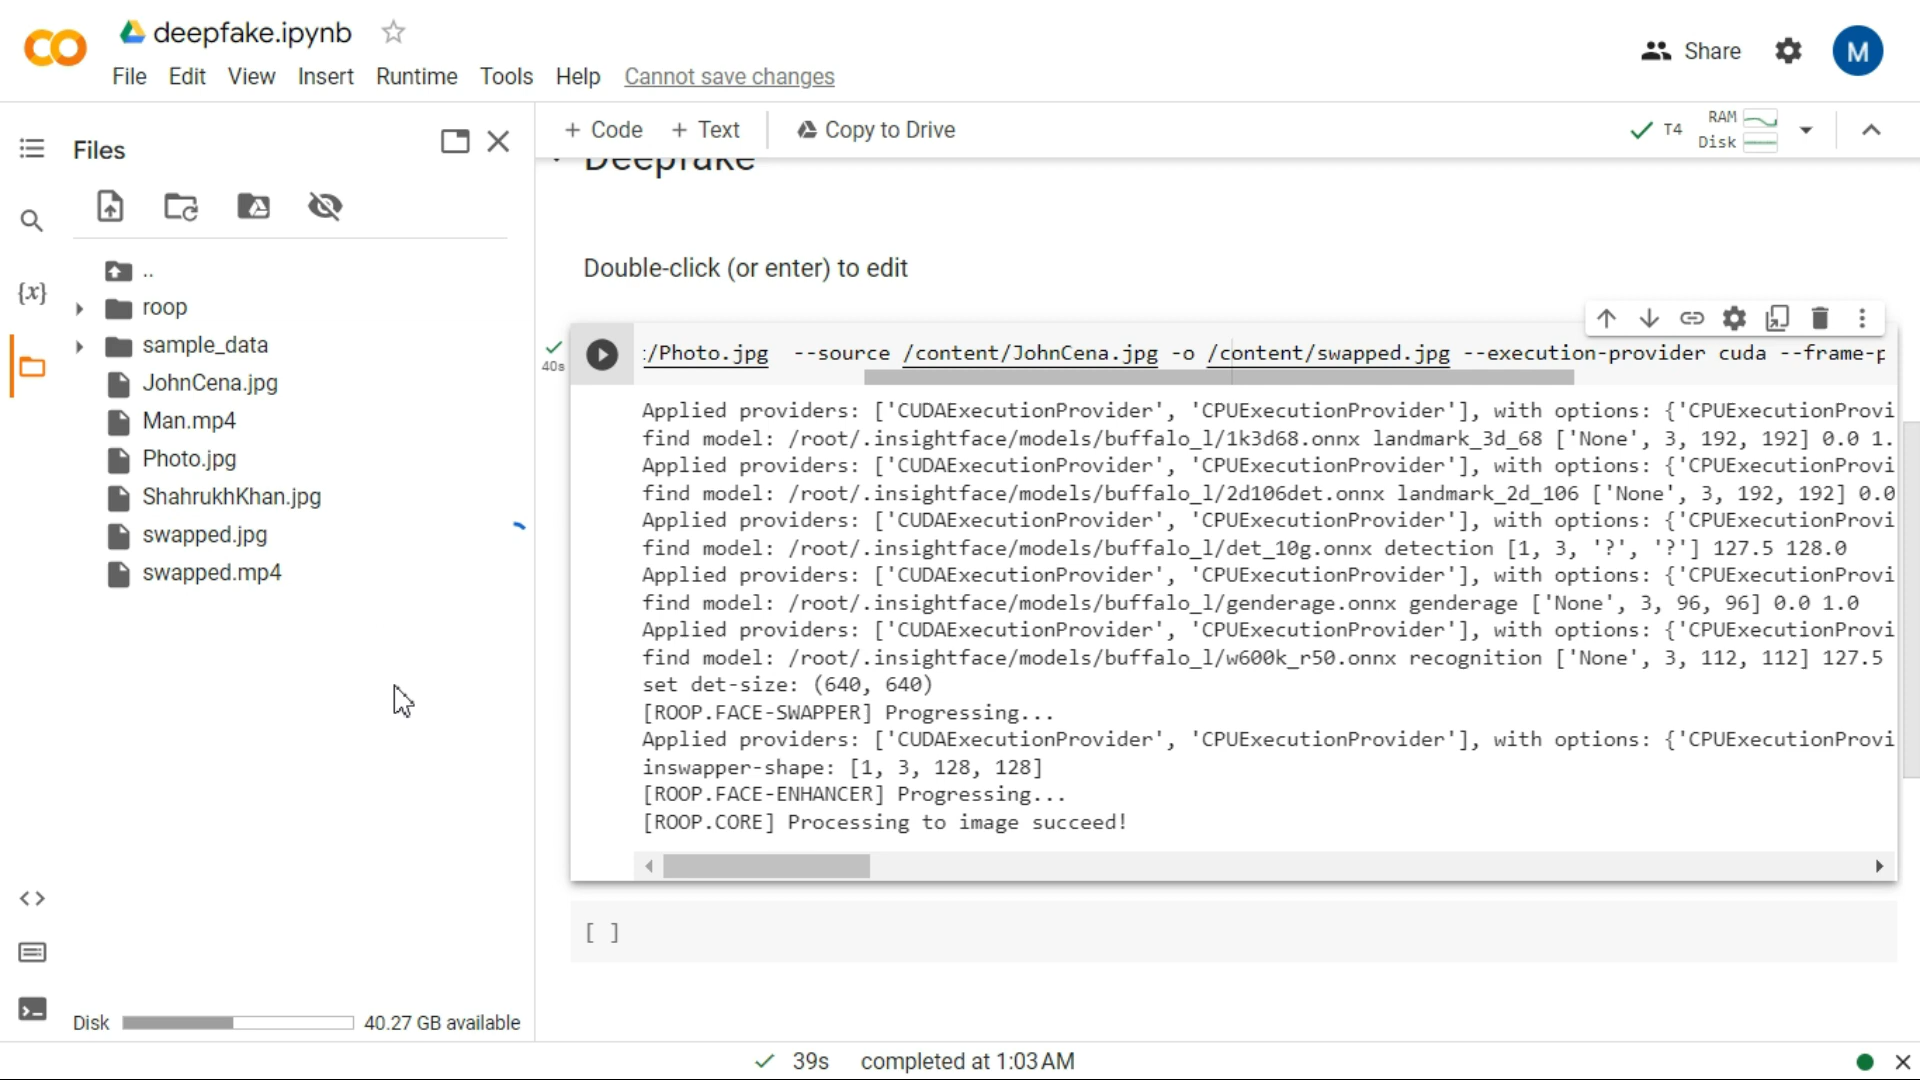 deepfake.ipynb
File Edit View Insert Runtime Tools Help Cannot save changes
Share
M
Files
+ Code + Text Copy to Drive
T4
RAM
Disk
Deepfake
{x}
..
roop
sample_data
JohnCena.jpg
Man.mp4
Photo.jpg
ShahrukhKhan.jpg
swapped.jpg
swapped.mp4
Disk 40.27 GB available
Double-click (or enter) to edit
40s
:/Photo.jpg --source /content/JohnCena.jpg -o /content/swapped.jpg --execution-provider cuda --frame-p
Applied providers: ['CUDAExecutionProvider', 'CPUExecutionProvider'], with options: {'CPUExecutionProvi
find model: /root/.insightface/models/buffalo_l/1k3d68.onnx landmark_3d_68 ['None', 3, 192, 192] 0.0 1.
Applied providers: ['CUDAExecutionProvider', 'CPUExecutionProvider'], with options: {'CPUExecutionProvi
find model: /root/.insightface/models/buffalo_l/2d106det.onnx landmark_2d_106 ['None', 3, 192, 192] 0.0
Applied providers: ['CUDAExecutionProvider', 'CPUExecutionProvider'], with options: {'CPUExecutionProvi
find model: /root/.insightface/models/buffalo_l/det_10g.onnx detection [1, 3, '?', '?'] 127.5 128.0
Applied providers: ['CUDAExecutionProvider', 'CPUExecutionProvider'], with options: {'CPUExecutionProvi
find model: /root/.insightface/models/buffalo_l/genderage.onnx genderage ['None', 3, 96, 96] 0.0 1.0
Applied providers: ['CUDAExecutionProvider', 'CPUExecutionProvider'], with options: {'CPUExecutionProvi
find model: /root/.insightface/models/buffalo_l/w600k_r50.onnx recognition ['None', 3, 112, 112] 127.5
set det-size: (640, 640)
[ROOP.FACE-SWAPPER] Progressing...
Applied providers: ['CUDAExecutionProvider', 'CPUExecutionProvider'], with options: {'CPUExecutionProvi
inswapper-shape: [1, 3, 128, 128]
[ROOP.FACE-ENHANCER] Progressing...
[ROOP.CORE] Processing to image succeed!
[ ]
39s completed at 1:03 AM